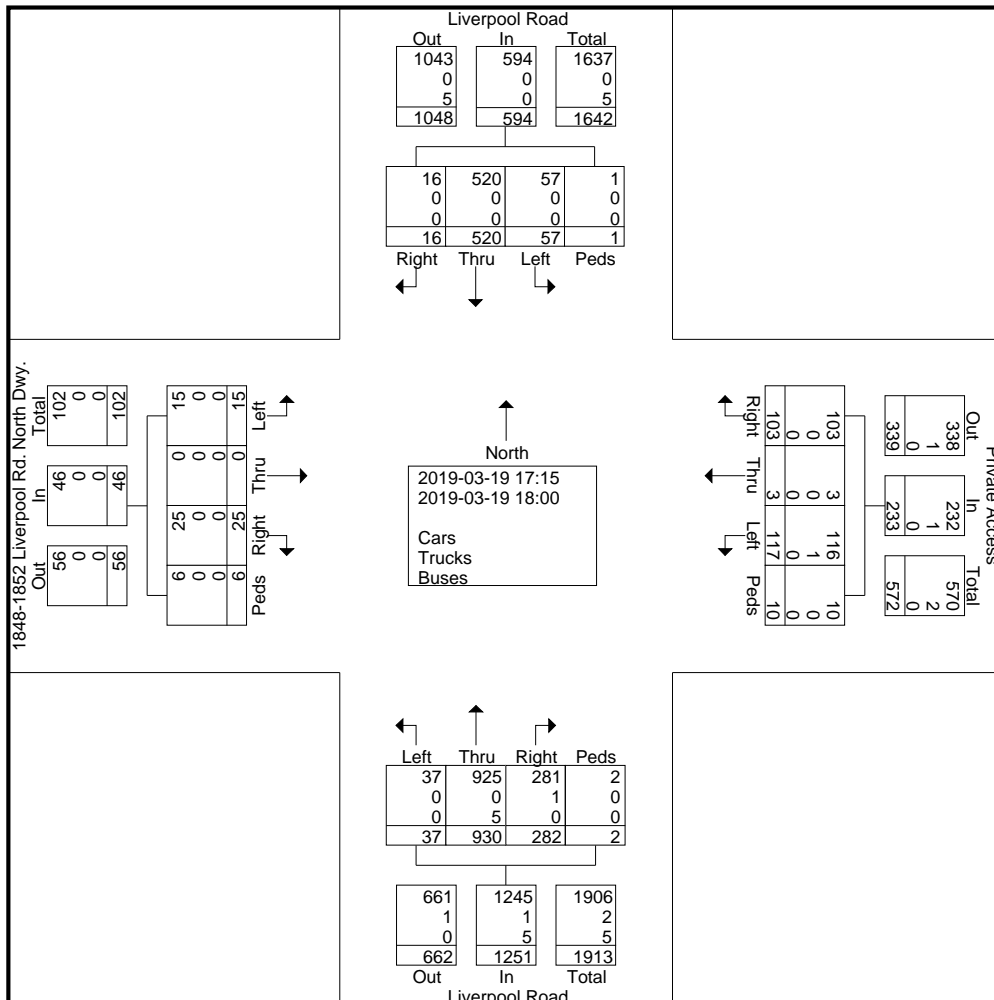 Liverpool Road
Out In Total
1043 594 1637
0 0 0
5 0 5
1048 594 1642
16 520 57 1
0 0 0 0
0 0 0 0
16 520 57 1
Right Thru Left Peds
1848-1852 Liverpool Rd. North Dwy.
Total In Out
102 46 56
0 0 0
0 0 0
102 46 56
15 0 25 6
0 0 0 0
0 0 0 0
15 0 25 6
Left Thru Right Peds
North
2019-03-19 17:15
2019-03-19 18:00
Cars
Trucks
Buses
Right Thru Left Peds
103 3 116 10
0 0 1 0
0 0 0 0
103 3 117 10
Private Access
Out In Total
338 232 570
1 1 2
0 0 0
339 233 572
Left Thru Right Peds
37 925 281 2
0 0 1 0
0 5 0 0
37 930 282 2
661 1245 1906
1 1 2
0 5 5
662 1251 1913
Out In Total
Liverpool Road